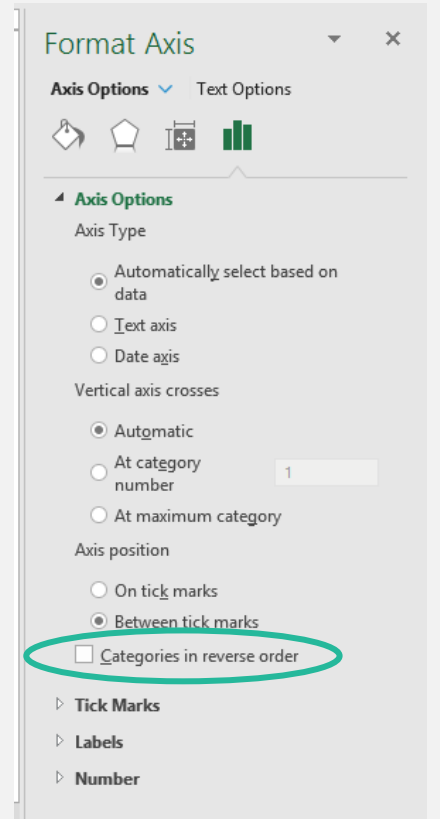 Format Axis
Axis Options Text Options
Axis Options
Axis Type
Automatically select based on
data
Text axis
Date axis
Vertical axis crosses
Automatic
At category
number
1
At maximum category
Axis position
On tick marks
Between tick marks
Categories in reverse order
Tick Marks
Labels
Number